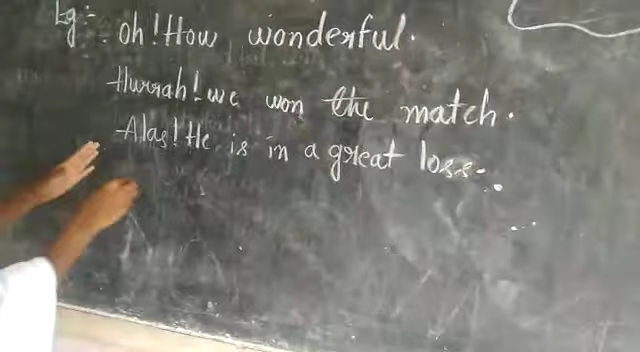 Eg:- oh! How wonderful.
Hurrah! we won the match.
Alas! He is in a great loss.